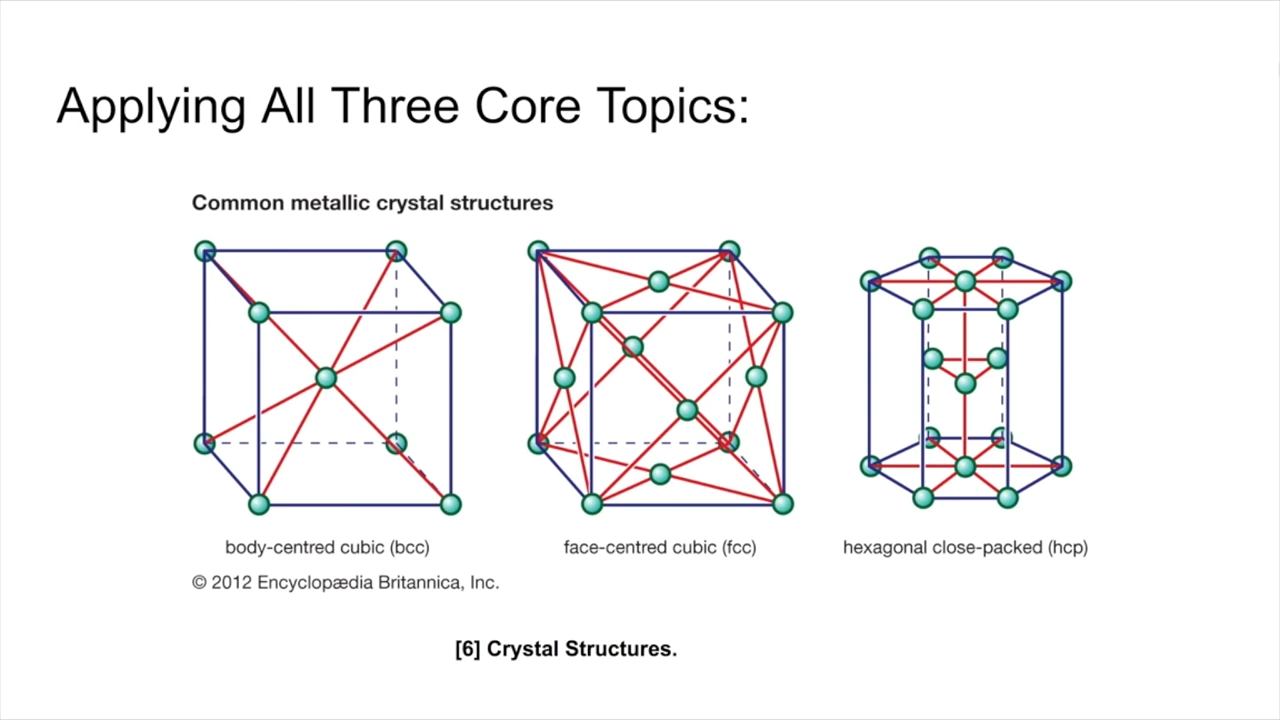 Applying All Three Core Topics:
Common metallic crystal structures
body-centred cubic (bcc)
face-centred cubic (fcc)
hexagonal close-packed (hcp)
© 2012 Encyclopædia Britannica, Inc.
[6] Crystal Structures.